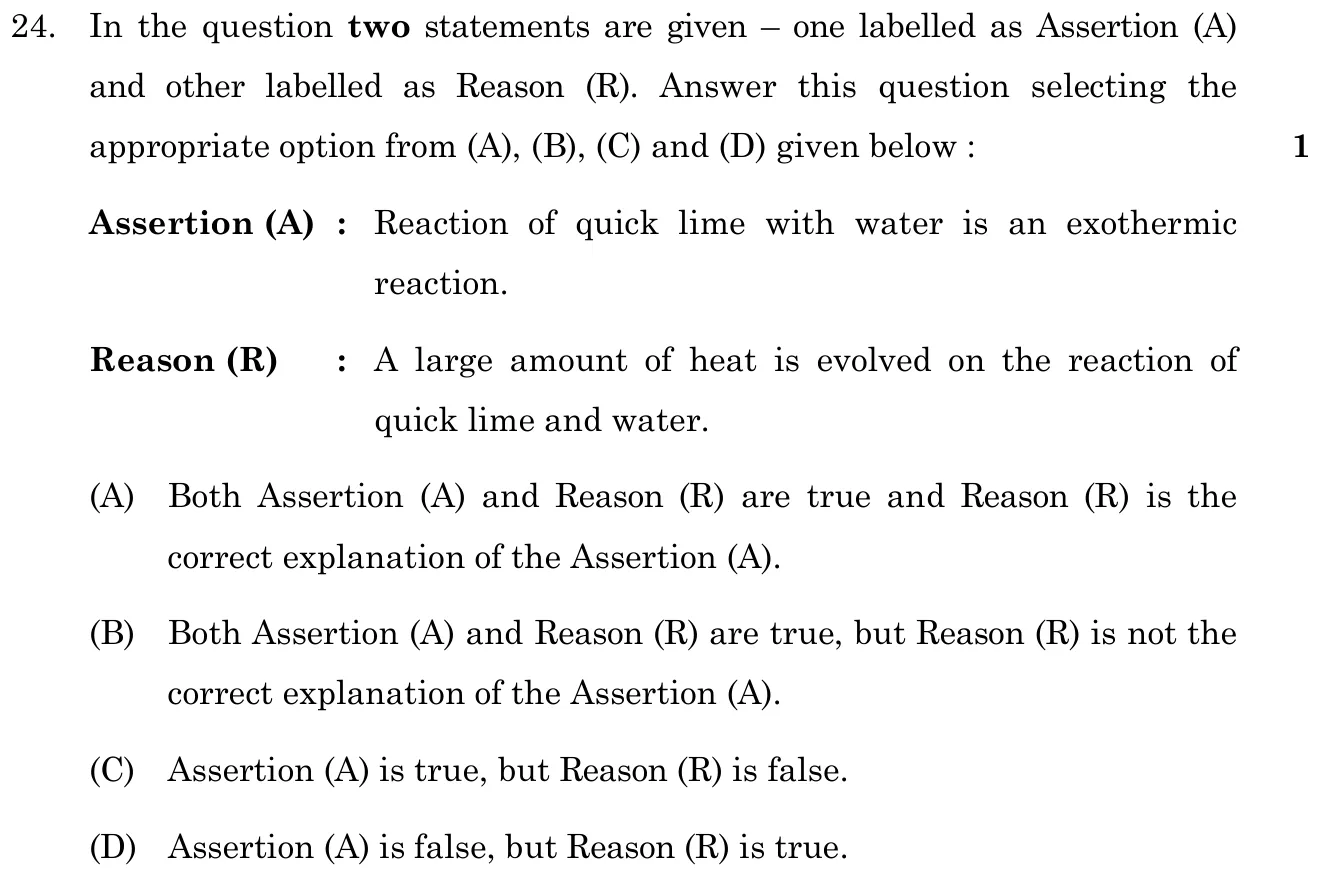 24. In the question two statements are given – one labelled as Assertion (A)
and other labelled as Reason (R). Answer this question selecting the
appropriate option from (A), (B), (C) and (D) given below : 1
Assertion (A) : Reaction of quick lime with water is an exothermic
reaction.
Reason (R) : A large amount of heat is evolved on the reaction of
quick lime and water.
(A) Both Assertion (A) and Reason (R) are true and Reason (R) is the
correct explanation of the Assertion (A).
(B) Both Assertion (A) and Reason (R) are true, but Reason (R) is not the
correct explanation of the Assertion (A).
(C) Assertion (A) is true, but Reason (R) is false.
(D) Assertion (A) is false, but Reason (R) is true.